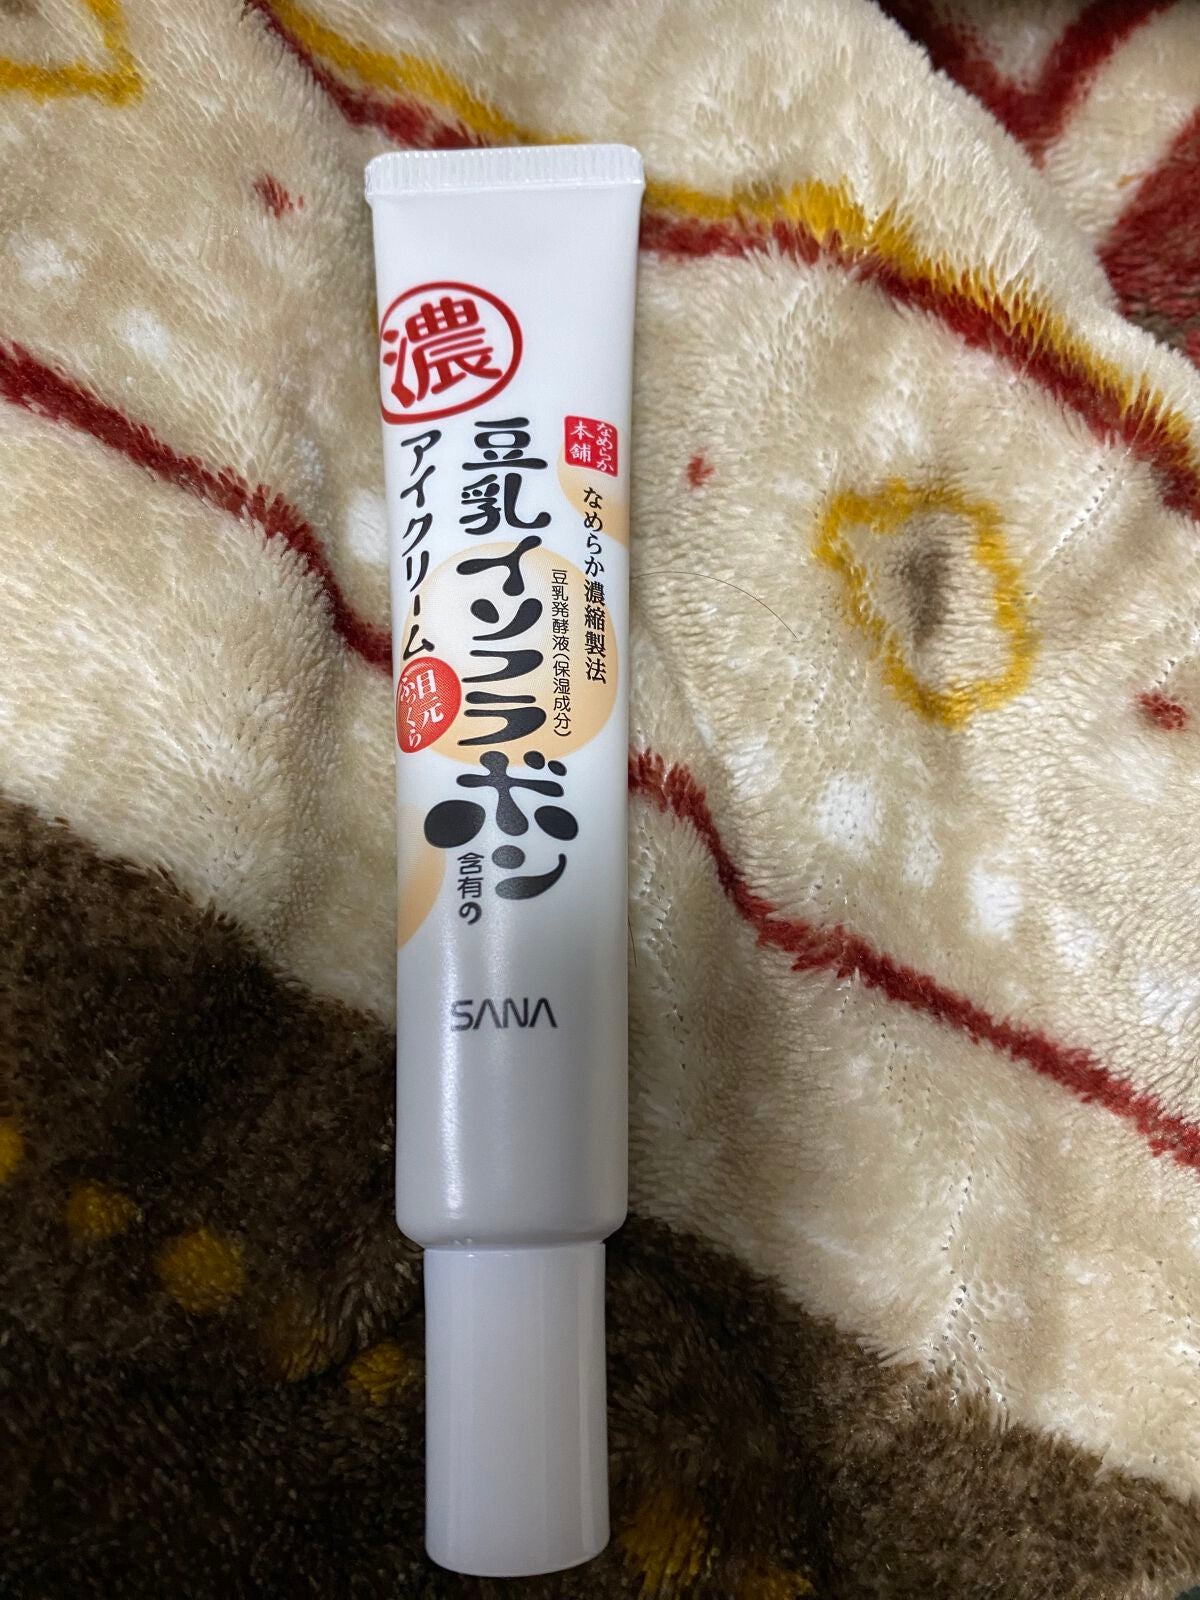 なめらか
本舗
なめらか濃縮製法
豆乳発酵液(保湿成分)
豆乳イソフラボン
含有の
濃
アイクリーム
目元
ふっくら
SANA